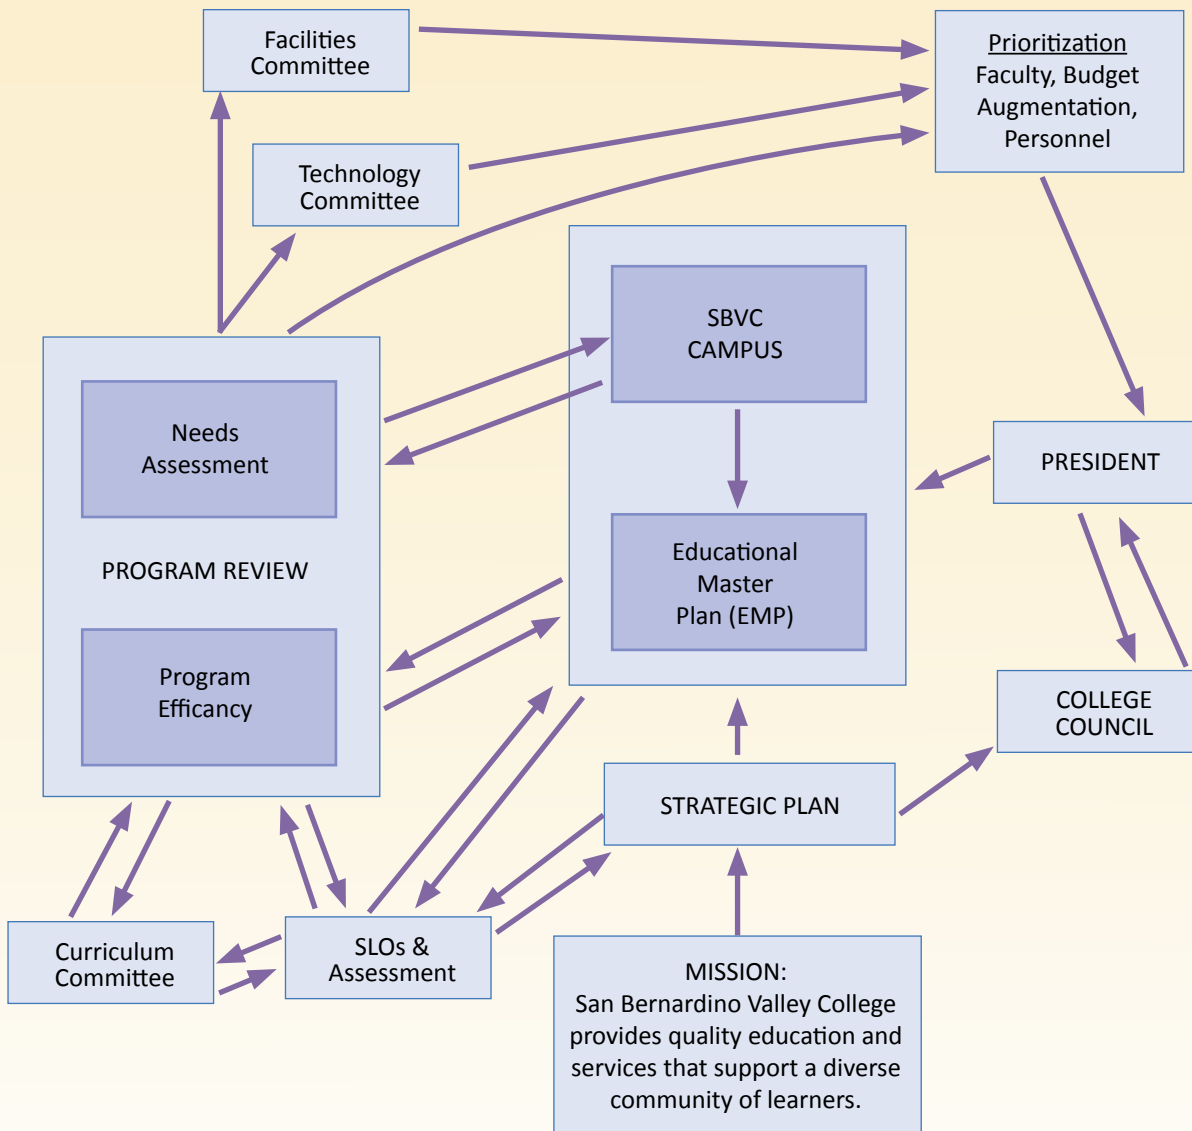 Facilities
Committee
Prioritization
Faculty, Budget
Augmentation,
Personnel
Technology
Committee
SBVC
CAMPUS
Needs
Assessment
PRESIDENT
PROGRAM REVIEW
Educational
Master
Plan (EMP)
Program
Efficancy
COLLEGE
COUNCIL
STRATEGIC PLAN
Curriculum
Committee
SLOs &
Assessment
MISSION:
San Bernardino Valley College
provides quality education and
services that support a diverse
community of learners.